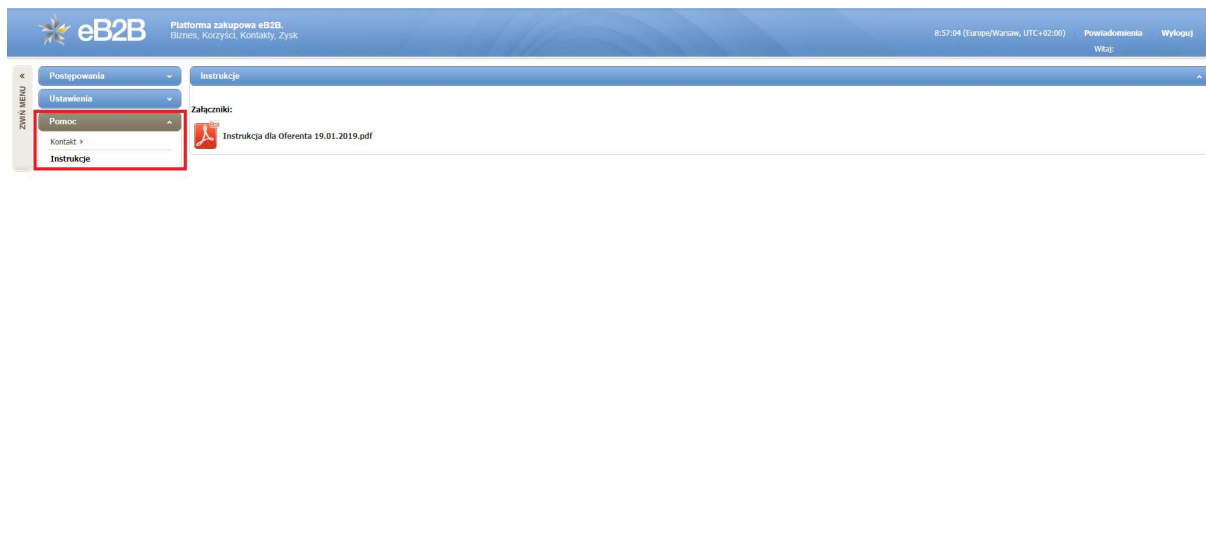 eB2B
Platforma zakupowa eB2B.
Biznes, Korzyści, Kontakty, Zysk
8:57:04 (Europe/Warsaw, UTC+02:00)
Powiadomienia
Wyloguj
Witaj:
« ZWIŃ MENU
Postępowania
Ustawienia
Pomoc
Kontakt >
Instrukcje
Instrukcje
Załączniki:
Instrukcja dla Oferenta 19.01.2019.pdf